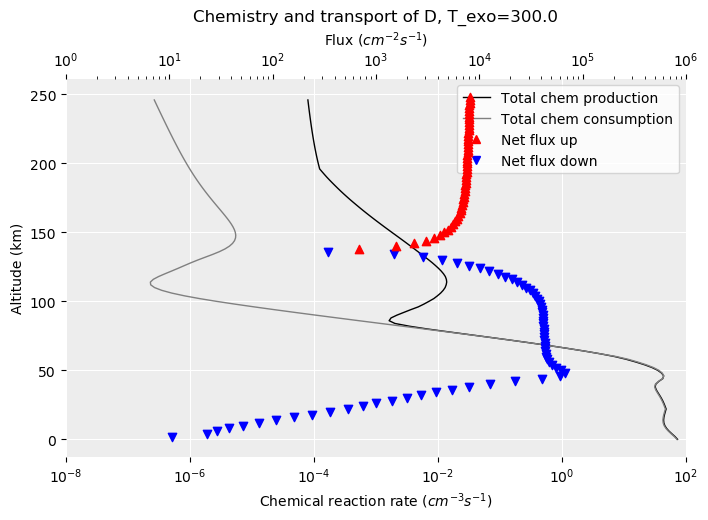 Chemistry and transport of D, T_exo=300.0
Flux (cm⁻²s⁻¹)
10⁰ 10¹ 10² 10³ 10⁴ 10⁵ 10⁶
Total chem production
Total chem consumption
Net flux up
Net flux down
Altitude (km)
250
200
150
100
50
0
10⁻⁸ 10⁻⁶ 10⁻⁴ 10⁻² 10⁰ 10²
Chemical reaction rate (cm⁻³s⁻¹)